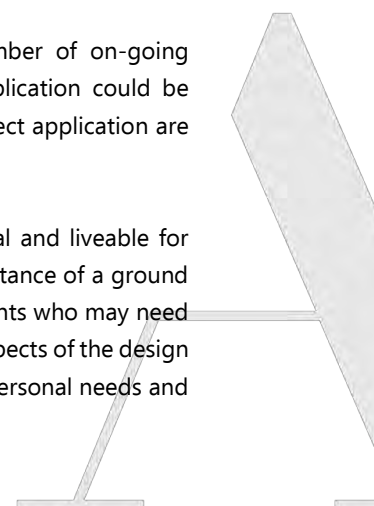 mber of on-going
plication could be
ect application are
al and liveable for
tance of a ground
nts who may need
pects of the design
ersonal needs and